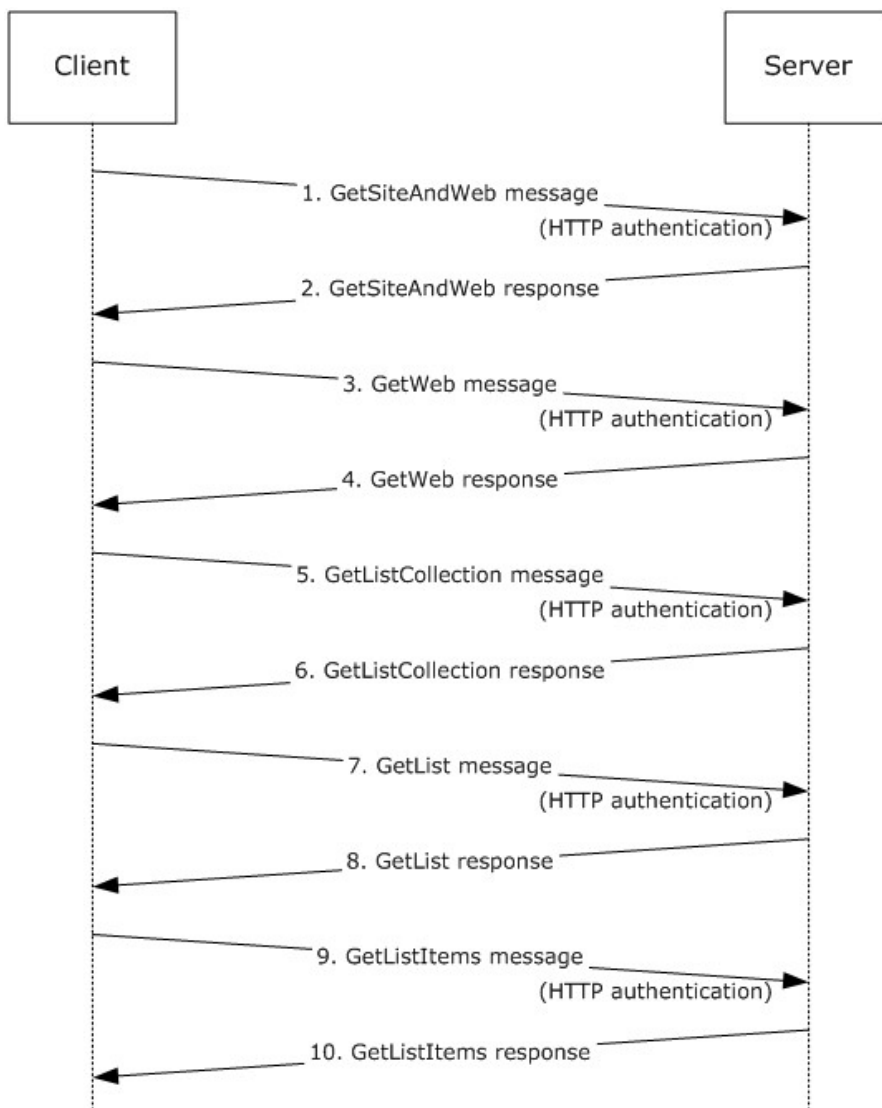 Client
Server
1. GetSiteAndWeb message
(HTTP authentication)
2. GetSiteAndWeb response
3. GetWeb message
(HTTP authentication)
4. GetWeb response
5. GetListCollection message
(HTTP authentication)
6. GetListCollection response
7. GetList message
(HTTP authentication)
8. GetList response
9. GetListItems message
(HTTP authentication)
10. GetListItems response